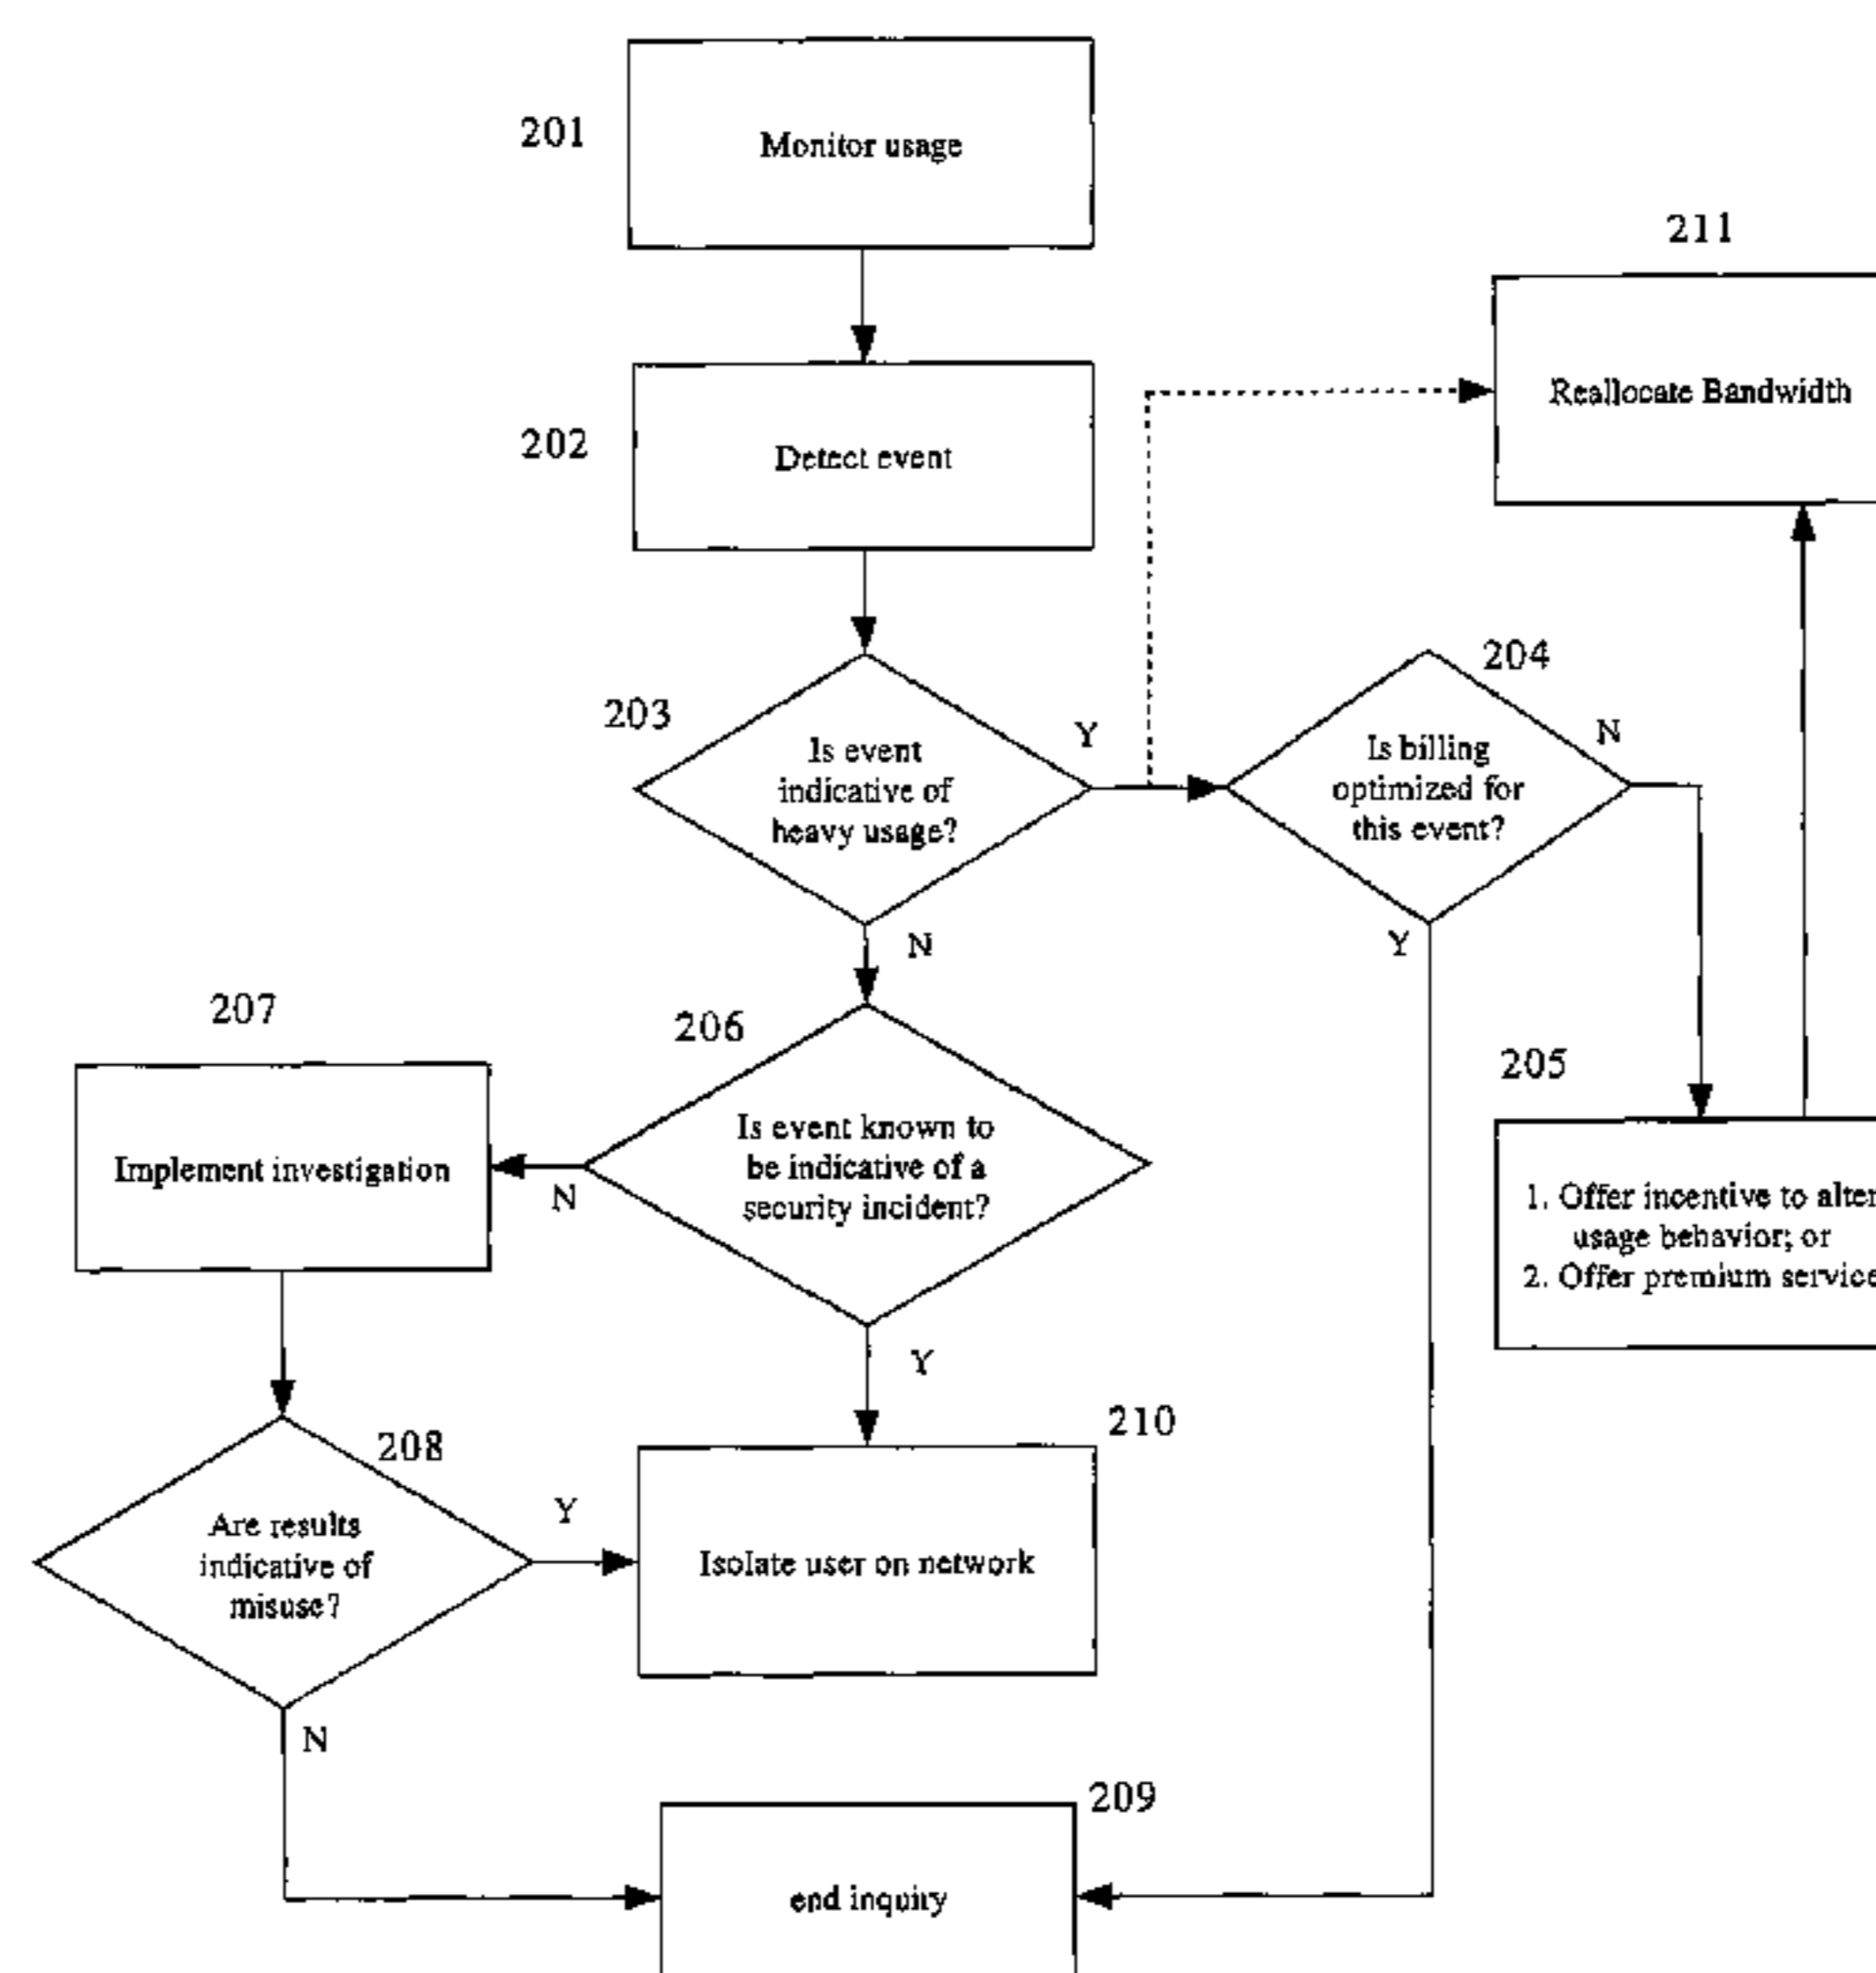 201
Monitor usage
211
Reallocate Bandwidth
202
Detect event
203
Is event
indicative of
heavy usage?
Y
204
Is billing
optimized for
this event?
N
Y
N
206
Is event known to
be indicative of a
security incident?
N
Y
207
Implement investigation
205
1. Offer incentive to alter
usage behavior; or
2. Offer premium service
208
Are results
indicative of
misuse?
Y
N
210
Isolate user on network
209
end inquiry